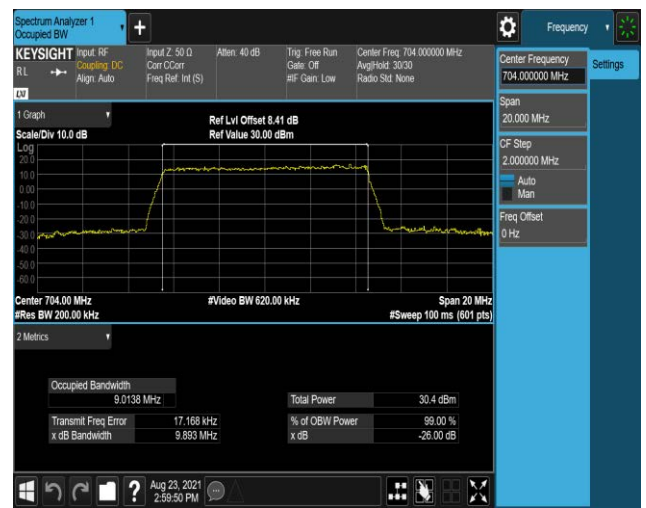 Spectrum Analyzer 1
Occupied BW
+
Frequency
KEYSIGHT
RL
LXI
Input: RF
Coupling: DC
Align: Auto
Input Z: 50 Ω
Corr CCorr
Freq Ref: Int (S)
Atten: 40 dB
Trig: Free Run
Gate: Off
#IF Gain: Low
Center Freq: 704.000000 MHz
Avg|Hold: 30/30
Radio Std: None
Center Frequency
704.000000 MHz
Settings
Span
20.000 MHz
CF Step
2.000000 MHz
Auto
Man
Freq Offset
0 Hz
1 Graph
Scale/Div 10.0 dB
Ref Lvl Offset 8.41 dB
Ref Value 30.00 dBm
Log
20.0
10.0
0.00
-10.0
-20.0
-30.0
-40.0
-50.0
-60.0
Center 704.00 MHz
#Video BW 620.00 kHz
Span 20 MHz
#Res BW 200.00 kHz
#Sweep 100 ms (601 pts)
2 Metrics
Occupied Bandwidth
9.0138 MHz
Total Power 30.4 dBm
Transmit Freq Error 17.168 kHz
% of OBW Power 99.00 %
x dB Bandwidth 9.893 MHz
x dB -26.00 dB
?
Aug 23, 2021
2:59:50 PM